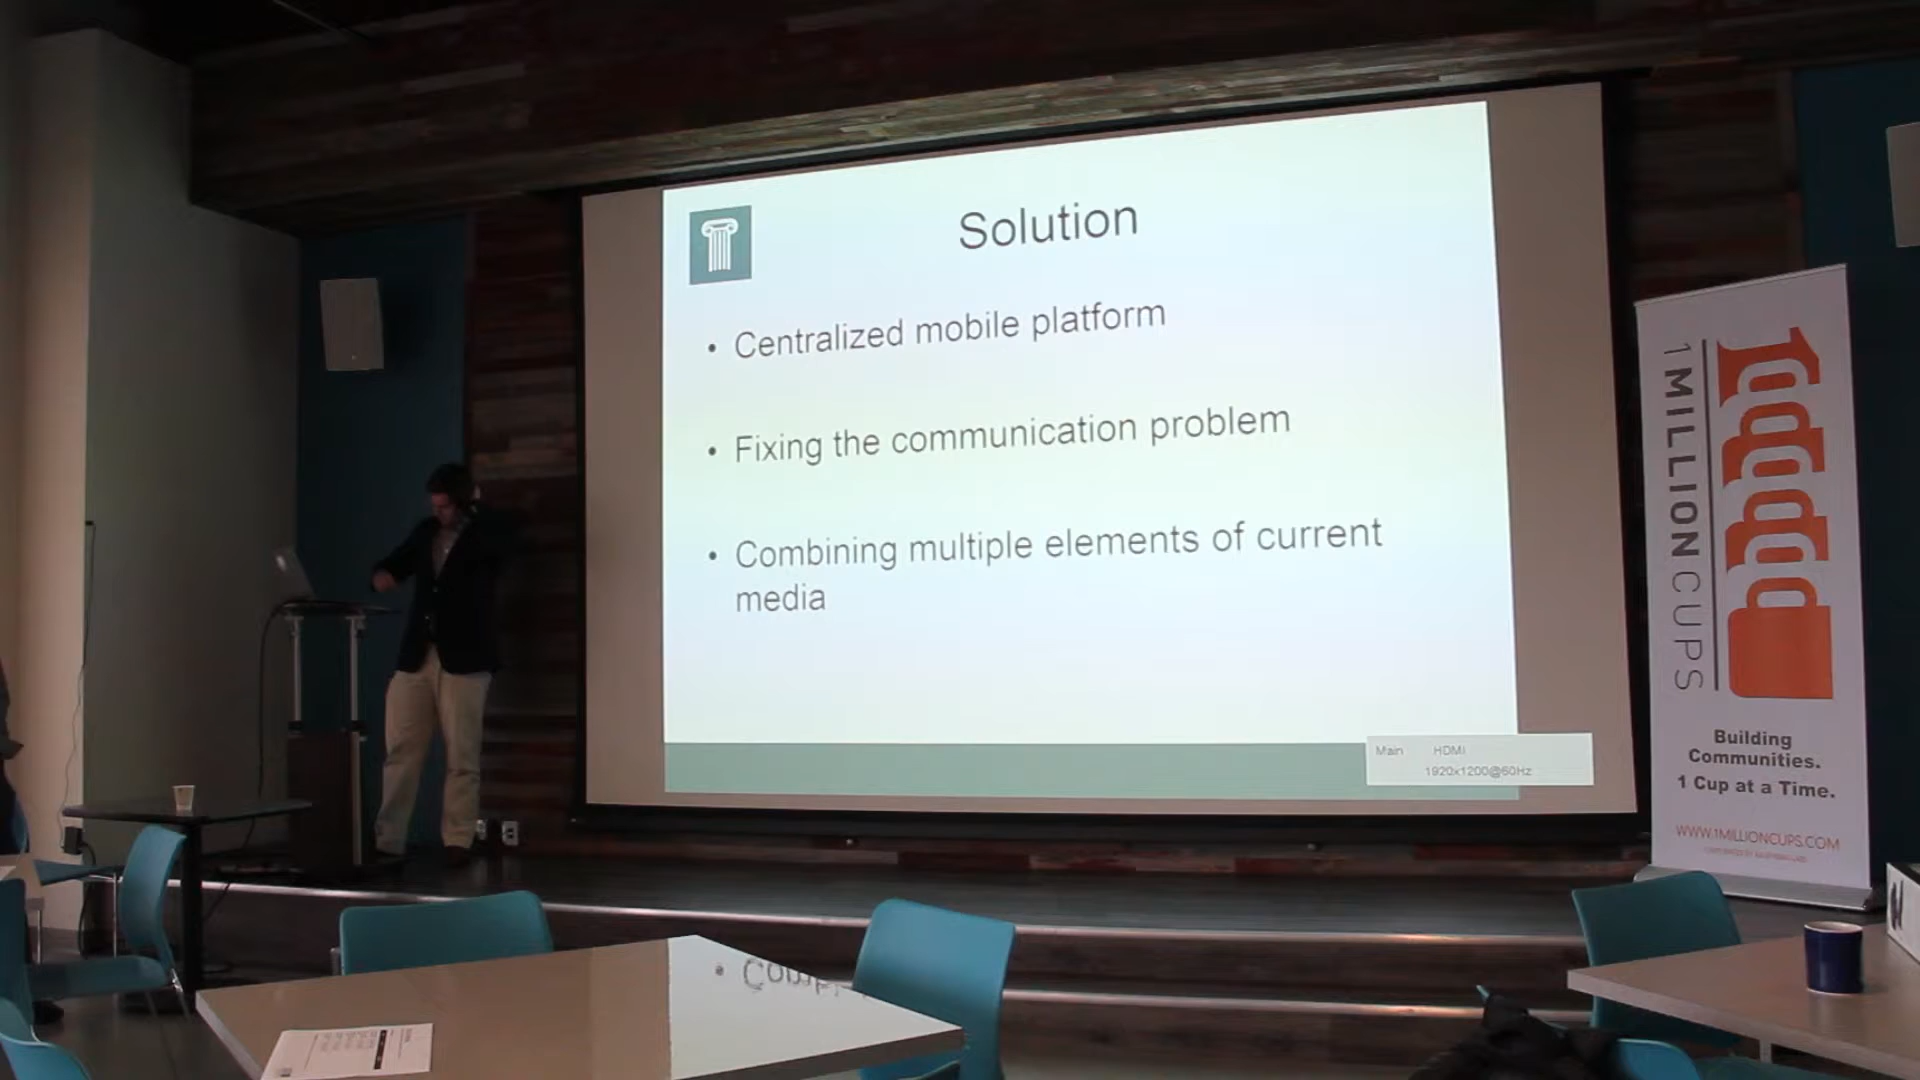 Solution
• Centralized mobile platform
• Fixing the communication problem
• Combining multiple elements of current
media
Main HDMI
1920x1200@60Hz
1 MILLION CUPS
Building
Communities.
1 Cup at a Time.
WWW.1MILLIONCUPS.COM